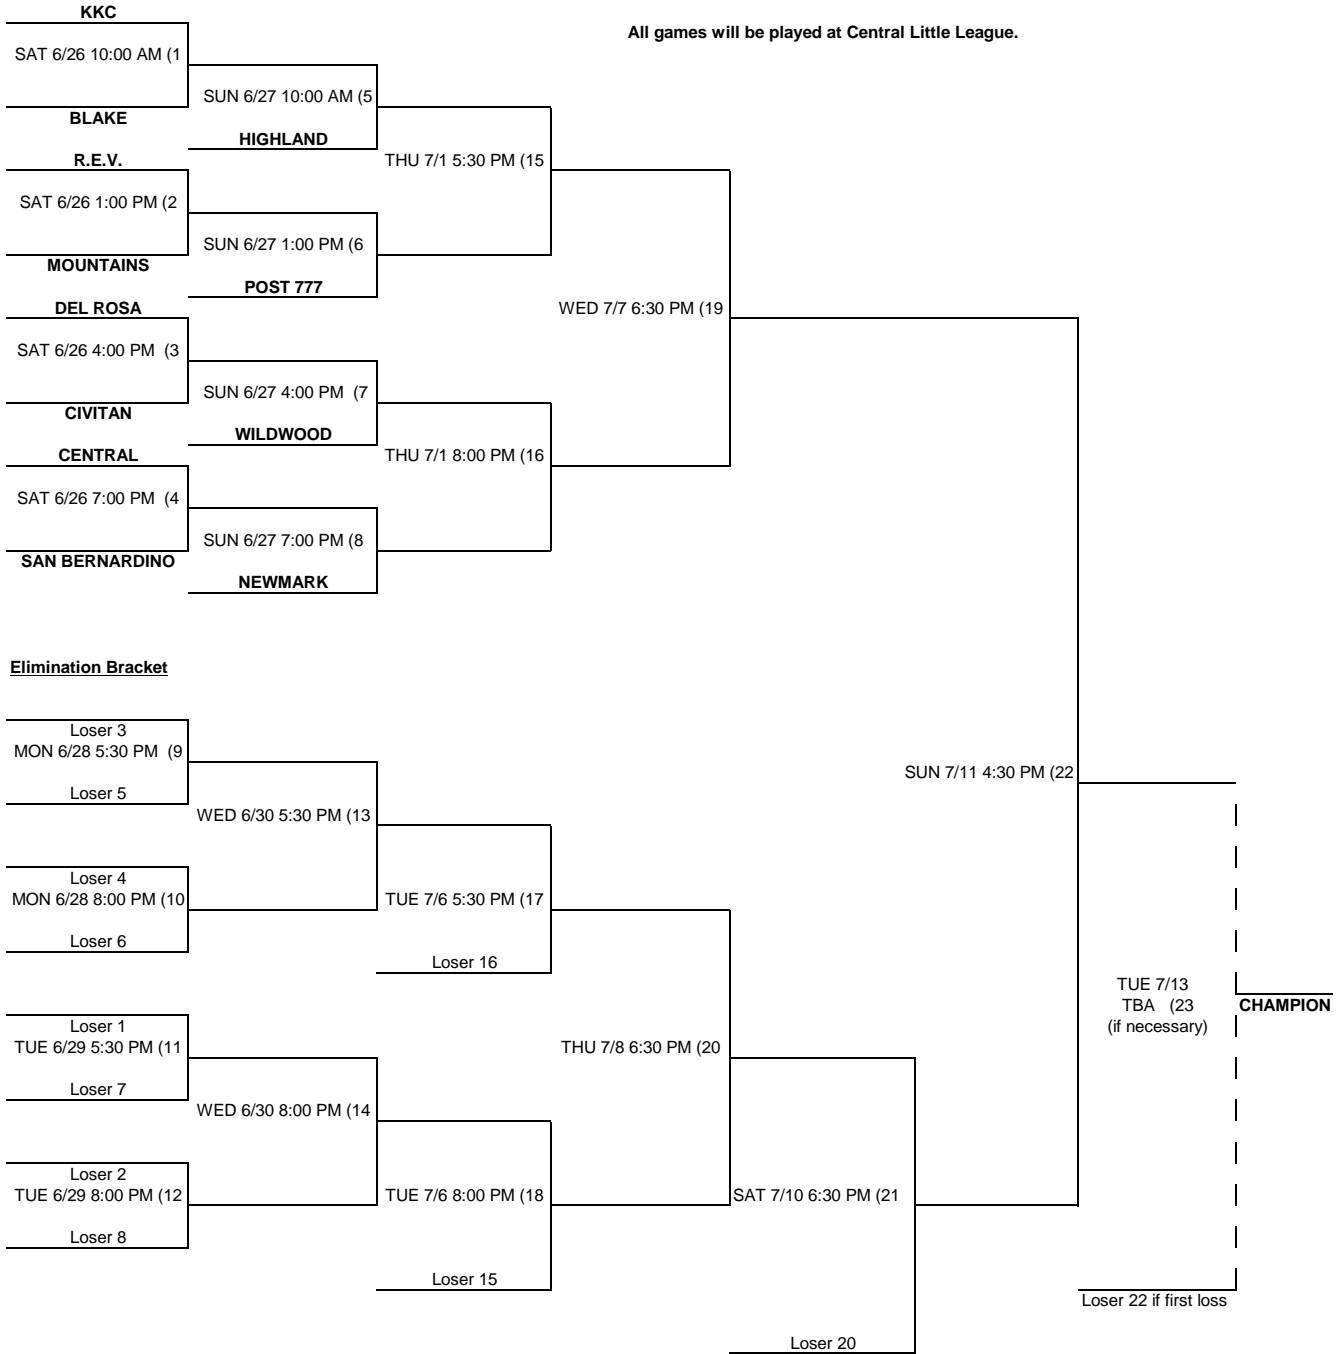 KKC
All games will be played at Central Little League.
SAT 6/26 10:00 AM (1
SUN 6/27 10:00 AM (5
BLAKE
HIGHLAND
R.E.V.
THU 7/1 5:30 PM (15
SAT 6/26 1:00 PM (2
SUN 6/27 1:00 PM (6
MOUNTAINS
POST 777
DEL ROSA
WED 7/7 6:30 PM (19
SAT 6/26 4:00 PM (3
SUN 6/27 4:00 PM (7
CIVITAN
WILDWOOD
CENTRAL
THU 7/1 8:00 PM (16
SAT 6/26 7:00 PM (4
SUN 6/27 7:00 PM (8
SAN BERNARDINO
NEWMARK
Elimination Bracket
Loser 3
MON 6/28 5:30 PM (9
SUN 7/11 4:30 PM (22
Loser 5
WED 6/30 5:30 PM (13
Loser 4
MON 6/28 8:00 PM (10
TUE 7/6 5:30 PM (17
Loser 6
Loser 16
TUE 7/13
TBA (23
CHAMPION
(if necessary)
Loser 1
TUE 6/29 5:30 PM (11
THU 7/8 6:30 PM (20
Loser 7
WED 6/30 8:00 PM (14
Loser 2
TUE 6/29 8:00 PM (12
TUE 7/6 8:00 PM (18
SAT 7/10 6:30 PM (21
Loser 8
Loser 15
Loser 22 if first loss
Loser 20